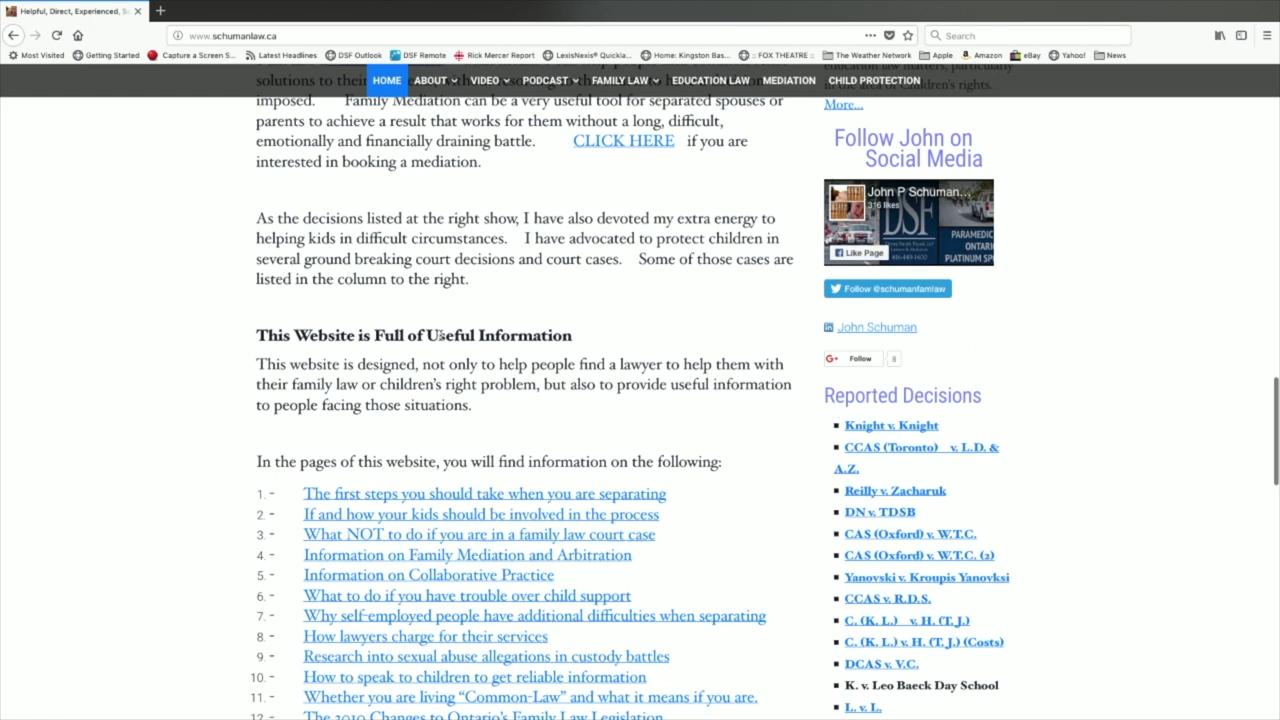 Helpful, Direct, Experienced, S
www.schumanlaw.ca
Search
Most Visited
Getting Started
Capture a Screen S...
Latest Headlines
DSF Outlook
DSF Remote
Rick Mercer Report
LexisNexis® Quickla...
Home: Kingston Bas...
:: FOX THEATRE ::
The Weather Network
Apple
Amazon
eBay
Yahoo!
News
HOME
ABOUT
VIDEO
PODCAST
FAMILY LAW
EDUCATION LAW
MEDIATION
CHILD PROTECTION
solutions to their
imposed. Family Mediation can be a very useful tool for separated spouses or
parents to achieve a result that works for them without a long, difficult,
emotionally and financially draining battle. CLICK HERE if you are
interested in booking a mediation.
As the decisions listed at the right show, I have also devoted my extra energy to
helping kids in difficult circumstances. I have advocated to protect children in
several ground breaking court decisions and court cases. Some of those cases are
listed in the column to the right.
This Website is Full of Useful Information
This website is designed, not only to help people find a lawyer to help them with
their family law or children's right problem, but also to provide useful information
to people facing those situations.
In the pages of this website, you will find information on the following:
1. - The first steps you should take when you are separating
2. - If and how your kids should be involved in the process
3. - What NOT to do if you are in a family law court case
4. - Information on Family Mediation and Arbitration
5. - Information on Collaborative Practice
6. - What to do if you have trouble over child support
7. - Why self-employed people have additional difficulties when separating
8. - How lawyers charge for their services
9. - Research into sexual abuse allegations in custody battles
10. - How to speak to children to get reliable information
11. - Whether you are living “Common-Law” and what it means if you are.
12. - The 2010 Changes to Ontario's Family Law Legislation
in the area of Children's rights.
More...
Follow John on
Social Media
John P Schuman...
316 likes
DSF
Like Page
PARAMEDIC
ONTARI
PLATINUM SP
Follow @schumanfamlaw
John Schuman
G+ Follow 8
Reported Decisions
Knight v. Knight
CCAS (Toronto) v. L.D. &
A.Z.
Reilly v. Zacharuk
DN v. TDSB
CAS (Oxford) v. W.T.C.
CAS (Oxford) v. W.T.C. (2)
Yanovski v. Kroupis Yanovksi
CCAS v. R.D.S.
C. (K. L.) v. H. (T. J.)
C. (K. L.) v. H. (T. J.) (Costs)
DCAS v. V.C.
K. v. Leo Baeck Day School
L. v. L.